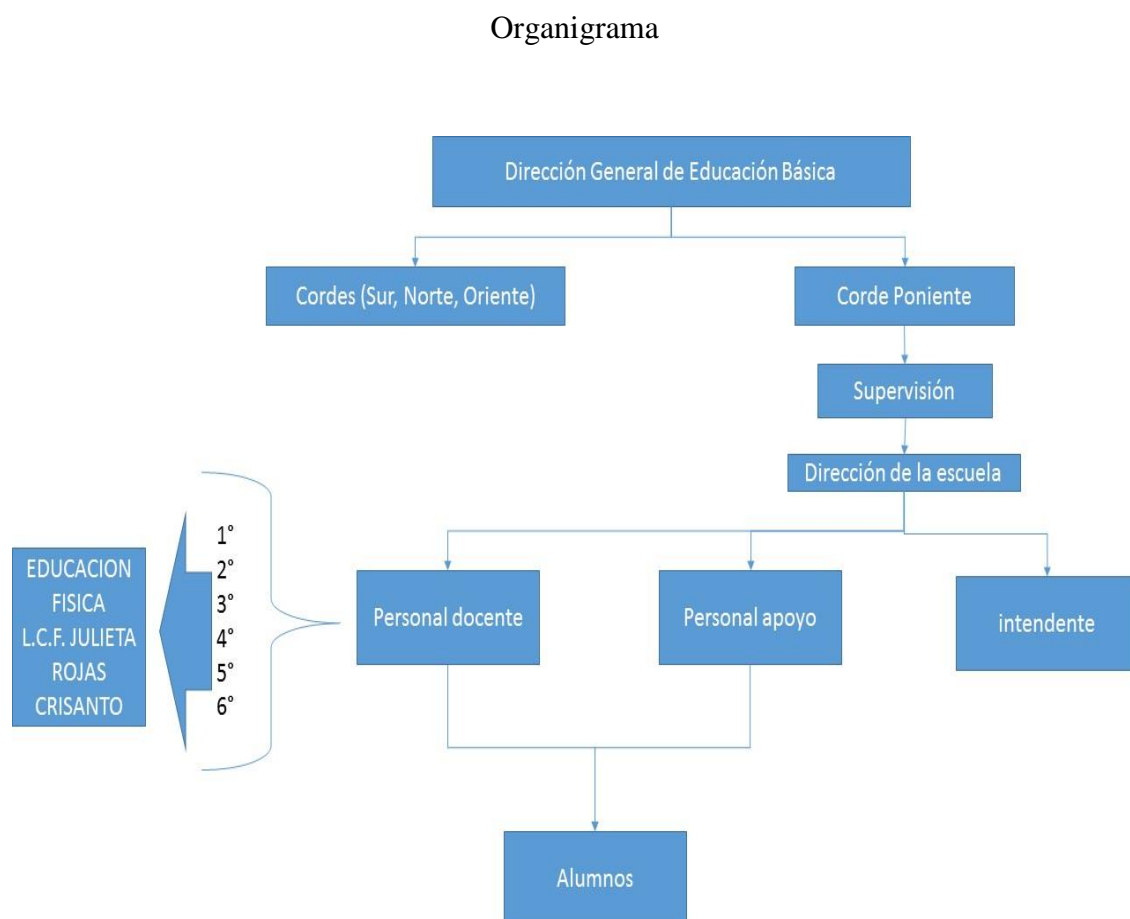 Organigrama
Dirección General de Educación Básica
Cordes (Sur, Norte, Oriente)
Corde Poniente
Supervisión
Dirección de la escuela
1°
2°
3°
4°
5°
6°
EDUCACION
FISICA
L.C.F. JULIETA
ROJAS
CRISANTO
Personal docente
Personal apoyo
intendente
Alumnos